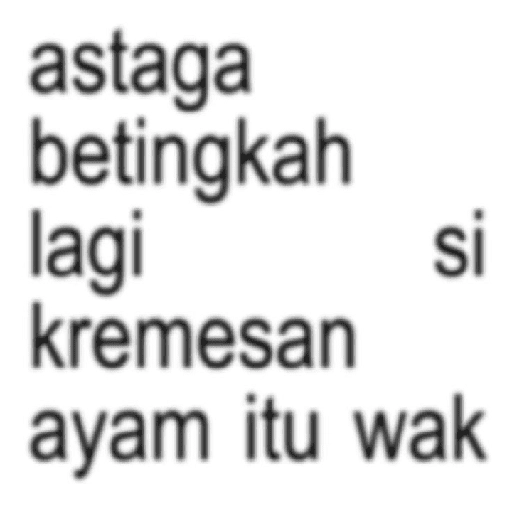 astaga
betingkah
lagi si
kremesan
ayam itu wak